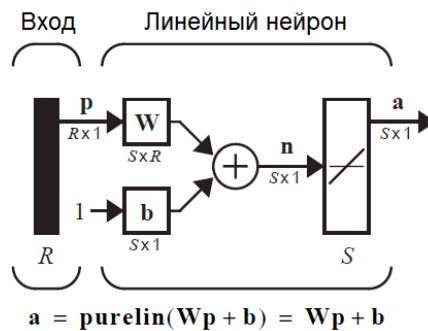 Вход Линейный нейрон
p W n a
R x 1 S x R S x 1 S x 1
1 b
S x 1
R S
a = purelin(Wp + b) = Wp + b